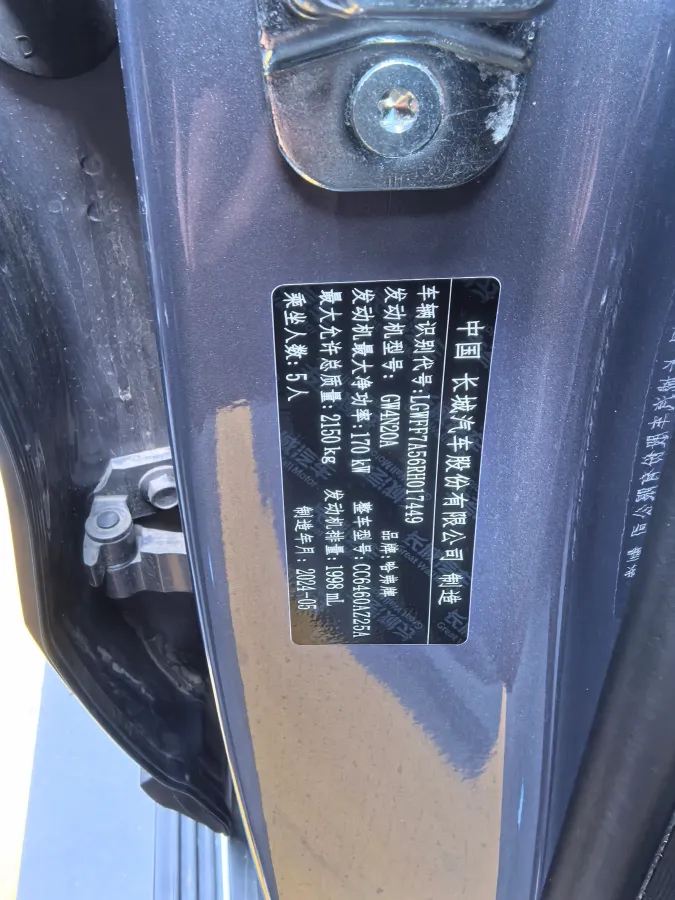 中国 长城汽车股份有限公司 制造
车辆识别代号:LGWFF7A56RH017449
发动机型号: GW4N20A 品牌:哈弗牌
发动机最大净功率:170 kW 整车型号:CC6460AZ25A
最大允许总质量:2150 kg 发动机排量:1998 mL
乘坐人数:5人 制造年月:2024-05